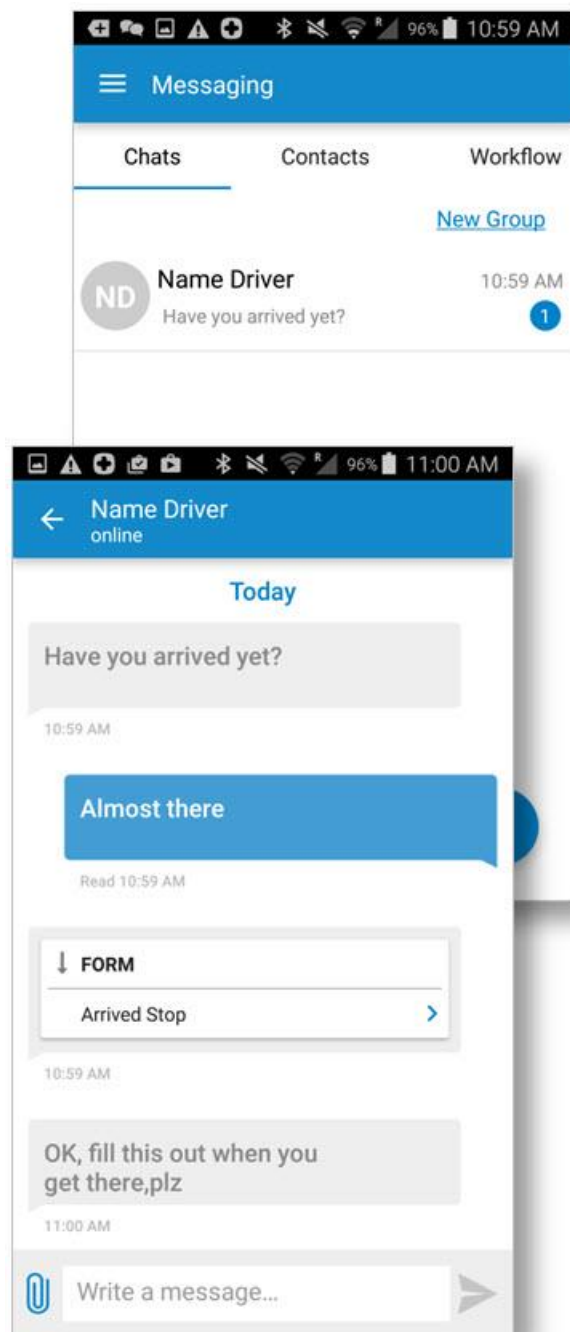 R 96% 10:59 AM
Messaging
Chats Contacts Workflow
New Group
ND Name Driver 10:59 AM
Have you arrived yet? 1
R 96% 11:00 AM
Name Driver
online
Today
Have you arrived yet?
10:59 AM
Almost there
Read 10:59 AM
FORM
Arrived Stop
10:59 AM
OK, fill this out when you
get there,plz
11:00 AM
Write a message...